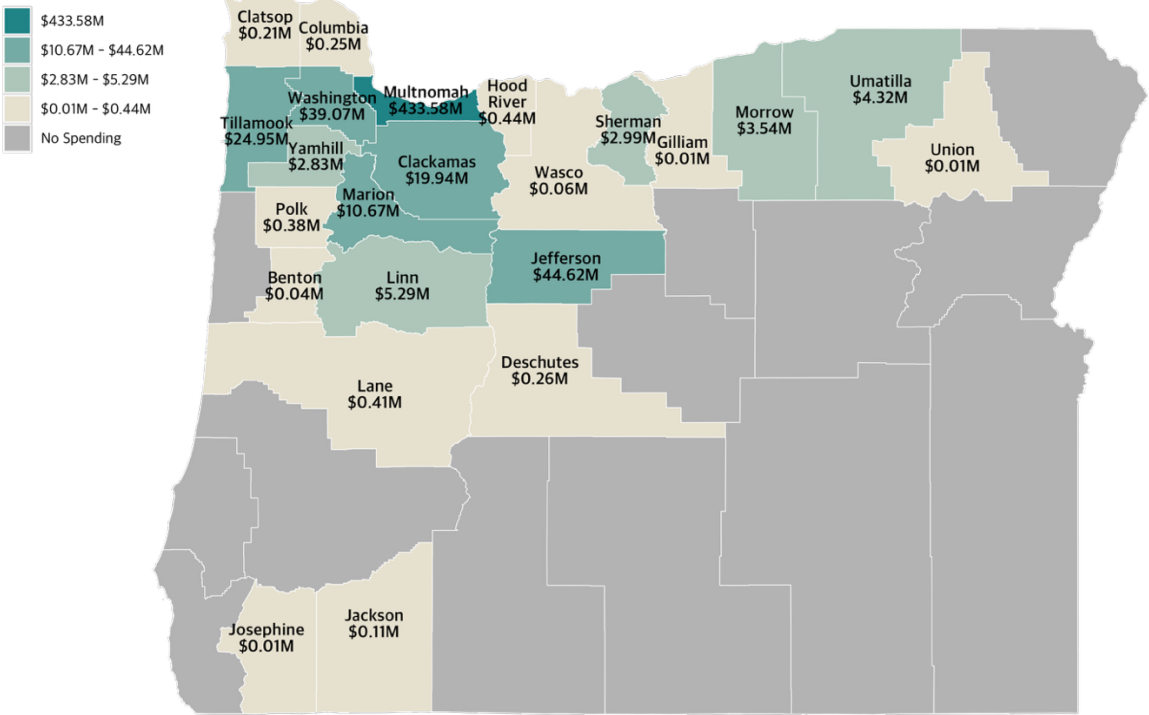 $433.58M
$10.67M - $44.62M
$2.83M - $5.29M
$0.01M - $0.44M
No Spending
Clatsop
$0.21M
Columbia
$0.25M
Washington
$39.07M
Multnomah
$433.58M
Hood
River
$0.44M
Tillamook
$24.95M
Yamhill
$2.83M
Clackamas
$19.94M
Marion
$10.67M
Polk
$0.38M
Wasco
$0.06M
Sherman
$2.99M
Gilliam
$0.01M
Morrow
$3.54M
Umatilla
$4.32M
Union
$0.01M
Benton
$0.04M
Linn
$5.29M
Jefferson
$44.62M
Lane
$0.41M
Deschutes
$0.26M
Josephine
$0.01M
Jackson
$0.11M